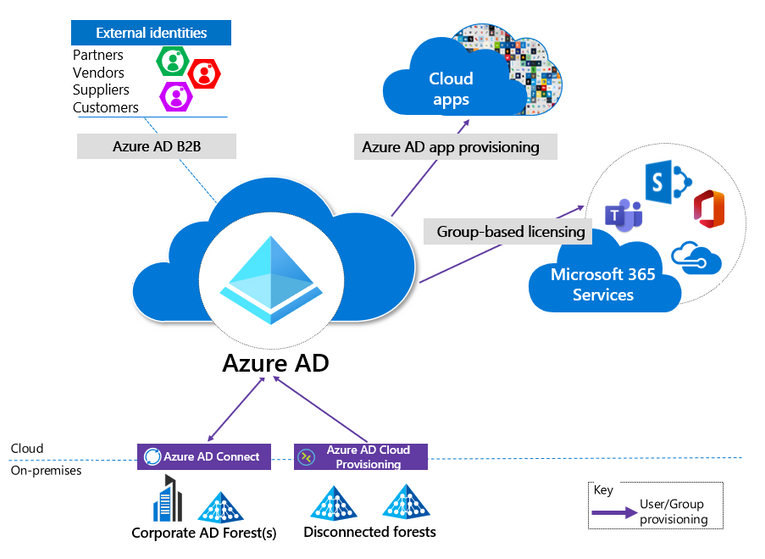 External identities
Partners
Vendors
Suppliers
Customers
Azure AD B2B
Cloud
apps
Azure AD app provisioning
Group-based licensing
Microsoft 365
Services
Azure AD
Cloud
On-premises
Azure AD Connect
Azure AD Cloud
Provisioning
Corporate AD Forest(s)
Disconnected forests
Key
User/Group
provisioning